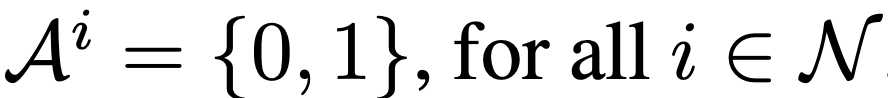 𝒜ⁱ = {0, 1}, for all i ∈ 𝒩.